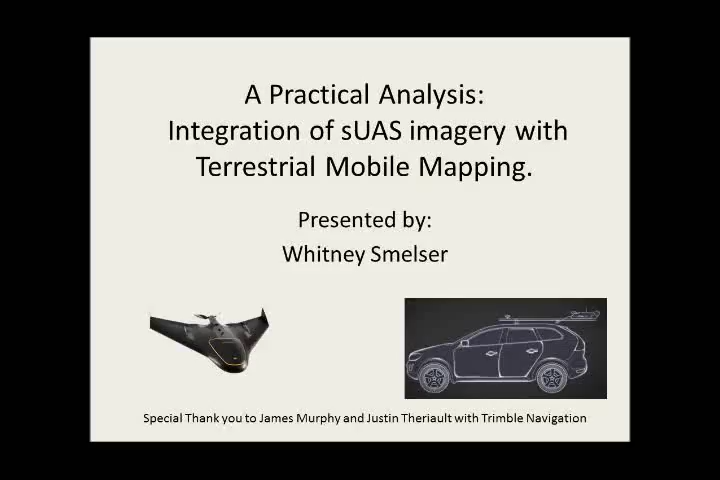 A Practical Analysis:
Integration of sUAS imagery with
Terrestrial Mobile Mapping.
Presented by:
Whitney Smelser
Special Thank you to James Murphy and Justin Theriault with Trimble Navigation